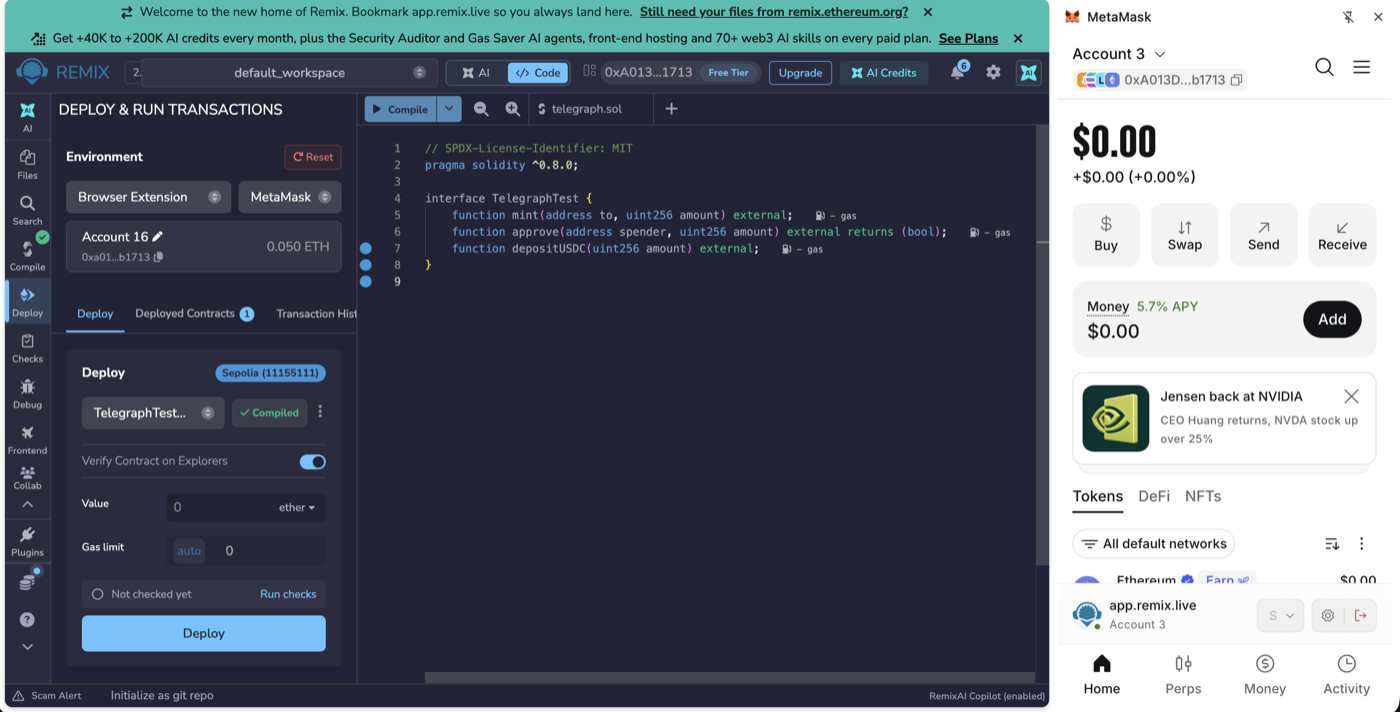 Welcome to the new home of Remix. Bookmark app.remix.live so you always land here. Still need your files from remix.ethereum.org?
Get +40K to +200K AI credits every month, plus the Security Auditor and Gas Saver AI agents, front-end hosting and 70+ web3 AI skills on every paid plan. See Plans
REMIX
2.
default_workspace
AI
Code
0xA013...1713
Free Tier
Upgrade
AI Credits
6
AI
AI
Files
Search
Compile
Deploy
Checks
Debug
Frontend
Collab
Plugins
DEPLOY & RUN TRANSACTIONS
Environment
Reset
Browser Extension
MetaMask
Account 16
0xa01...b1713
0.050 ETH
Deploy
Deployed Contracts 1
Transaction Hist
Deploy
Sepolia (11155111)
TelegraphTest...
Compiled
Verify Contract on Explorers
Value
0
ether
Gas limit
auto
0
Not checked yet
Run checks
Deploy
Compile
telegraph.sol
1 // SPDX-License-Identifier: MIT
2 pragma solidity ^0.8.0;
3
4 interface TelegraphTest {
5 function mint(address to, uint256 amount) external; - gas
6 function approve(address spender, uint256 amount) external returns (bool); - gas
7 function depositUSDC(uint256 amount) external; - gas
8 }
9
Scam Alert
Initialize as git repo
RemixAI Copilot (enabled)
MetaMask
Account 3
0xA013D...b1713
$0.00
+$0.00 (+0.00%)
Buy
Swap
Send
Receive
Money 5.7% APY
$0.00
Add
Jensen back at NVIDIA
CEO Huang returns, NVDA stock up
over 25%
Tokens
DeFi
NFTs
All default networks
Ethereum
Earn
$0.00
app.remix.live
Account 3
S
Home
Perps
Money
Activity